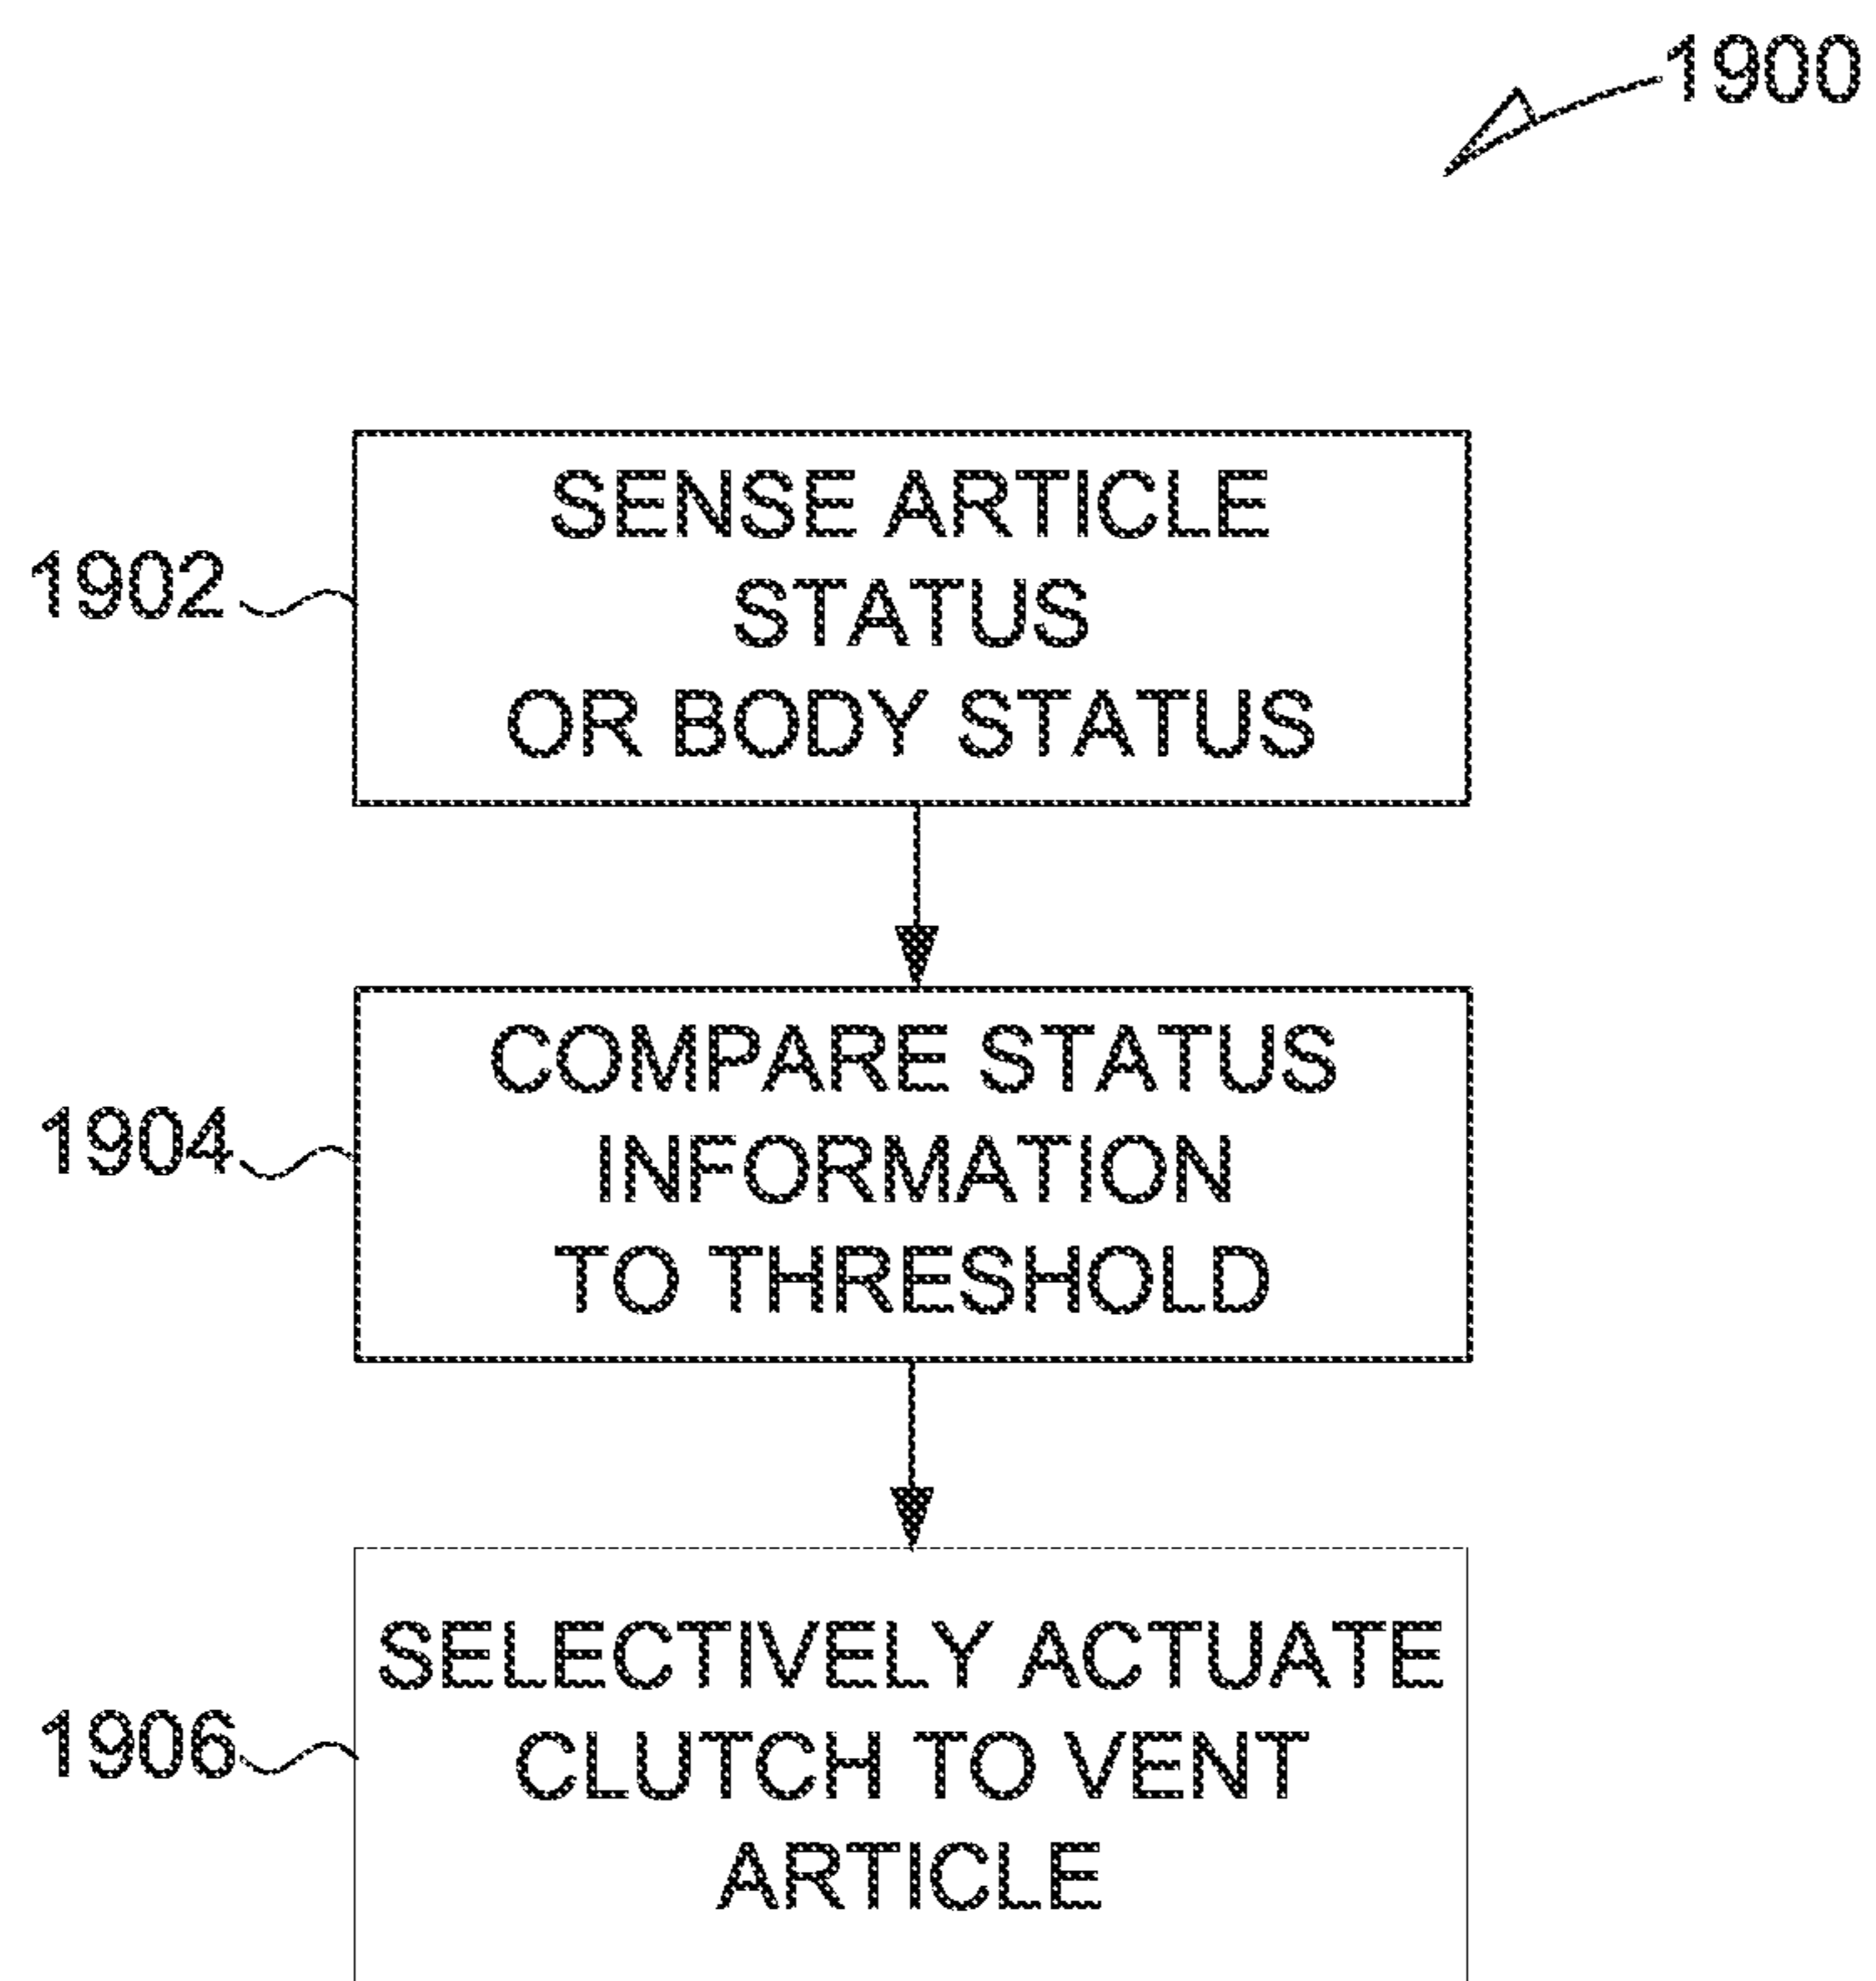 1900
SENSE ARTICLE
STATUS
OR BODY STATUS
1902
COMPARE STATUS
INFORMATION
TO THRESHOLD
1904
SELECTIVELY ACTUATE
CLUTCH TO VENT
ARTICLE
1906